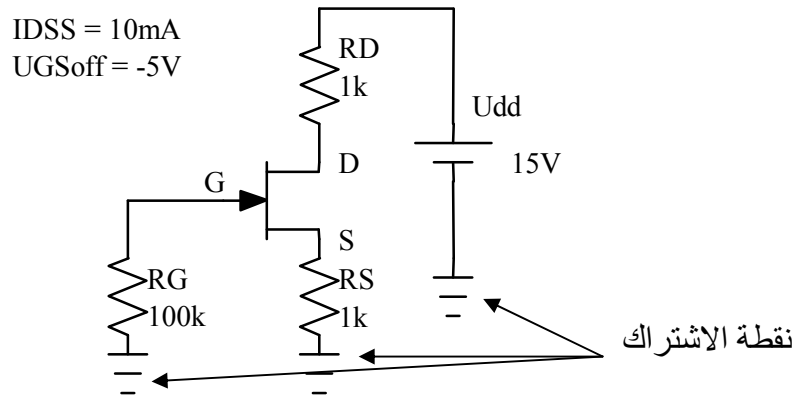 IDSS = 10mA
UGSoff = -5V
RD
1k
Udd
15V
D
G
S
RG
100k
RS
1k
نقطة الاشتراك